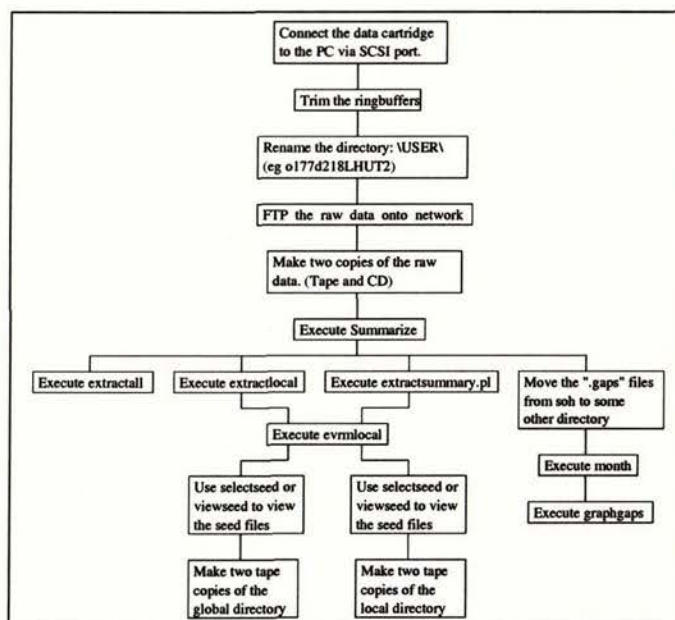 Connect the data cartridge
to the PC via SCSI port.
Trim the ringbuffers
Rename the directory: \USER\
(eg o177d218LHUT2)
FTP the raw data onto network
Make two copies of the raw
data. (Tape and CD)
Execute Summarize
Execute extractall
Execute extractlocal
Execute extractsummary.pl
Move the ".gaps" files
from soh to some
other directory
Execute evrmlocal
Execute month
Use selectseed or
viewseed to view
the seed files
Use selectseed or
viewseed to view
the seed files
Execute graphgaps
Make two tape
copies of the
global directory
Make two tape
copies of the
local directory